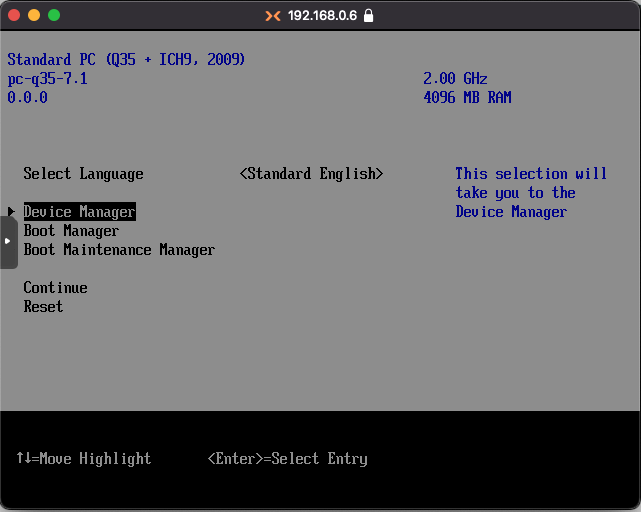 192.168.0.6
Standard PC (Q35 + ICH9, 2009)
pc-q35-7.1 2.00 GHz
0.0.0 4096 MB RAM
Select Language <Standard English> This selection will
take you to the
Device Manager Device Manager
Boot Manager
Boot Maintenance Manager
Continue
Reset
↑↓=Move Highlight <Enter>=Select Entry